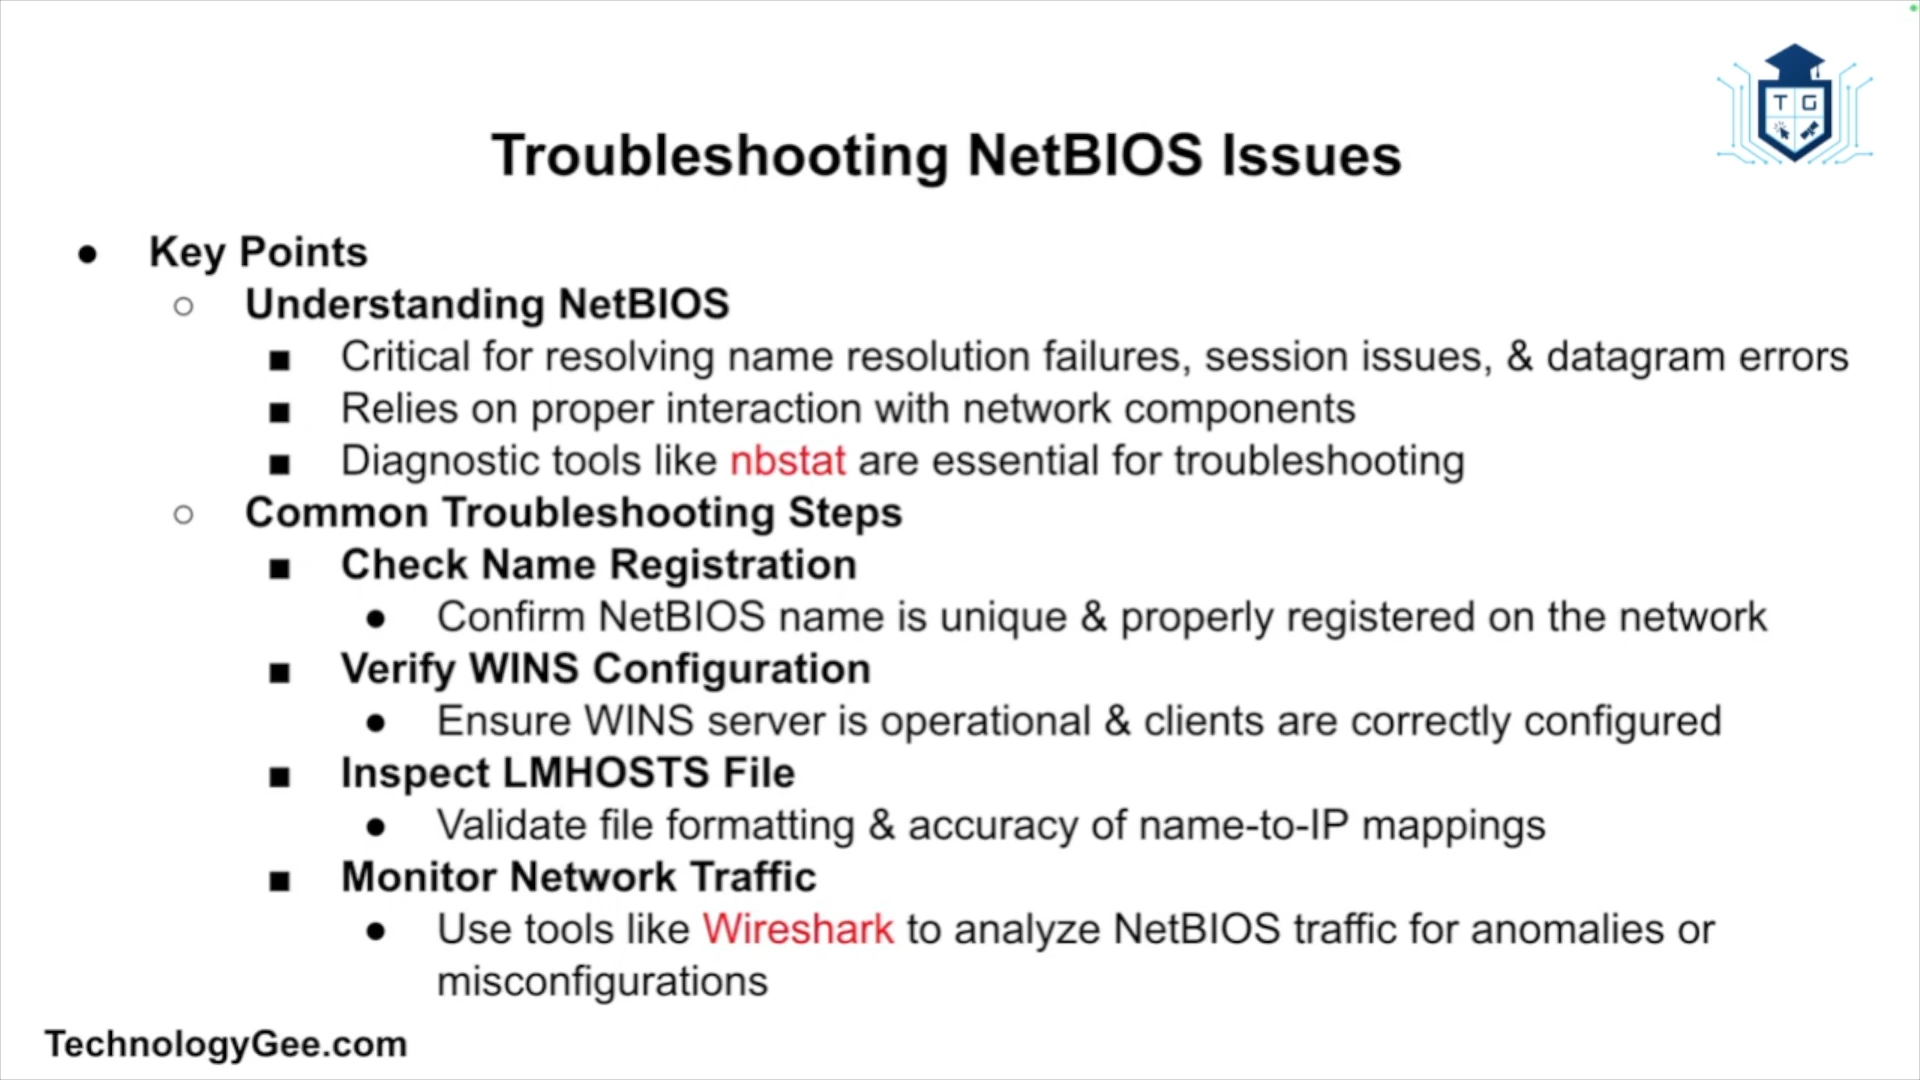 T G
Troubleshooting NetBIOS Issues
● Key Points
○ Understanding NetBIOS
■ Critical for resolving name resolution failures, session issues, & datagram errors
■ Relies on proper interaction with network components
■ Diagnostic tools like nbstat are essential for troubleshooting
○ Common Troubleshooting Steps
■ Check Name Registration
● Confirm NetBIOS name is unique & properly registered on the network
■ Verify WINS Configuration
● Ensure WINS server is operational & clients are correctly configured
■ Inspect LMHOSTS File
● Validate file formatting & accuracy of name-to-IP mappings
■ Monitor Network Traffic
● Use tools like Wireshark to analyze NetBIOS traffic for anomalies or
misconfigurations
TechnologyGee.com